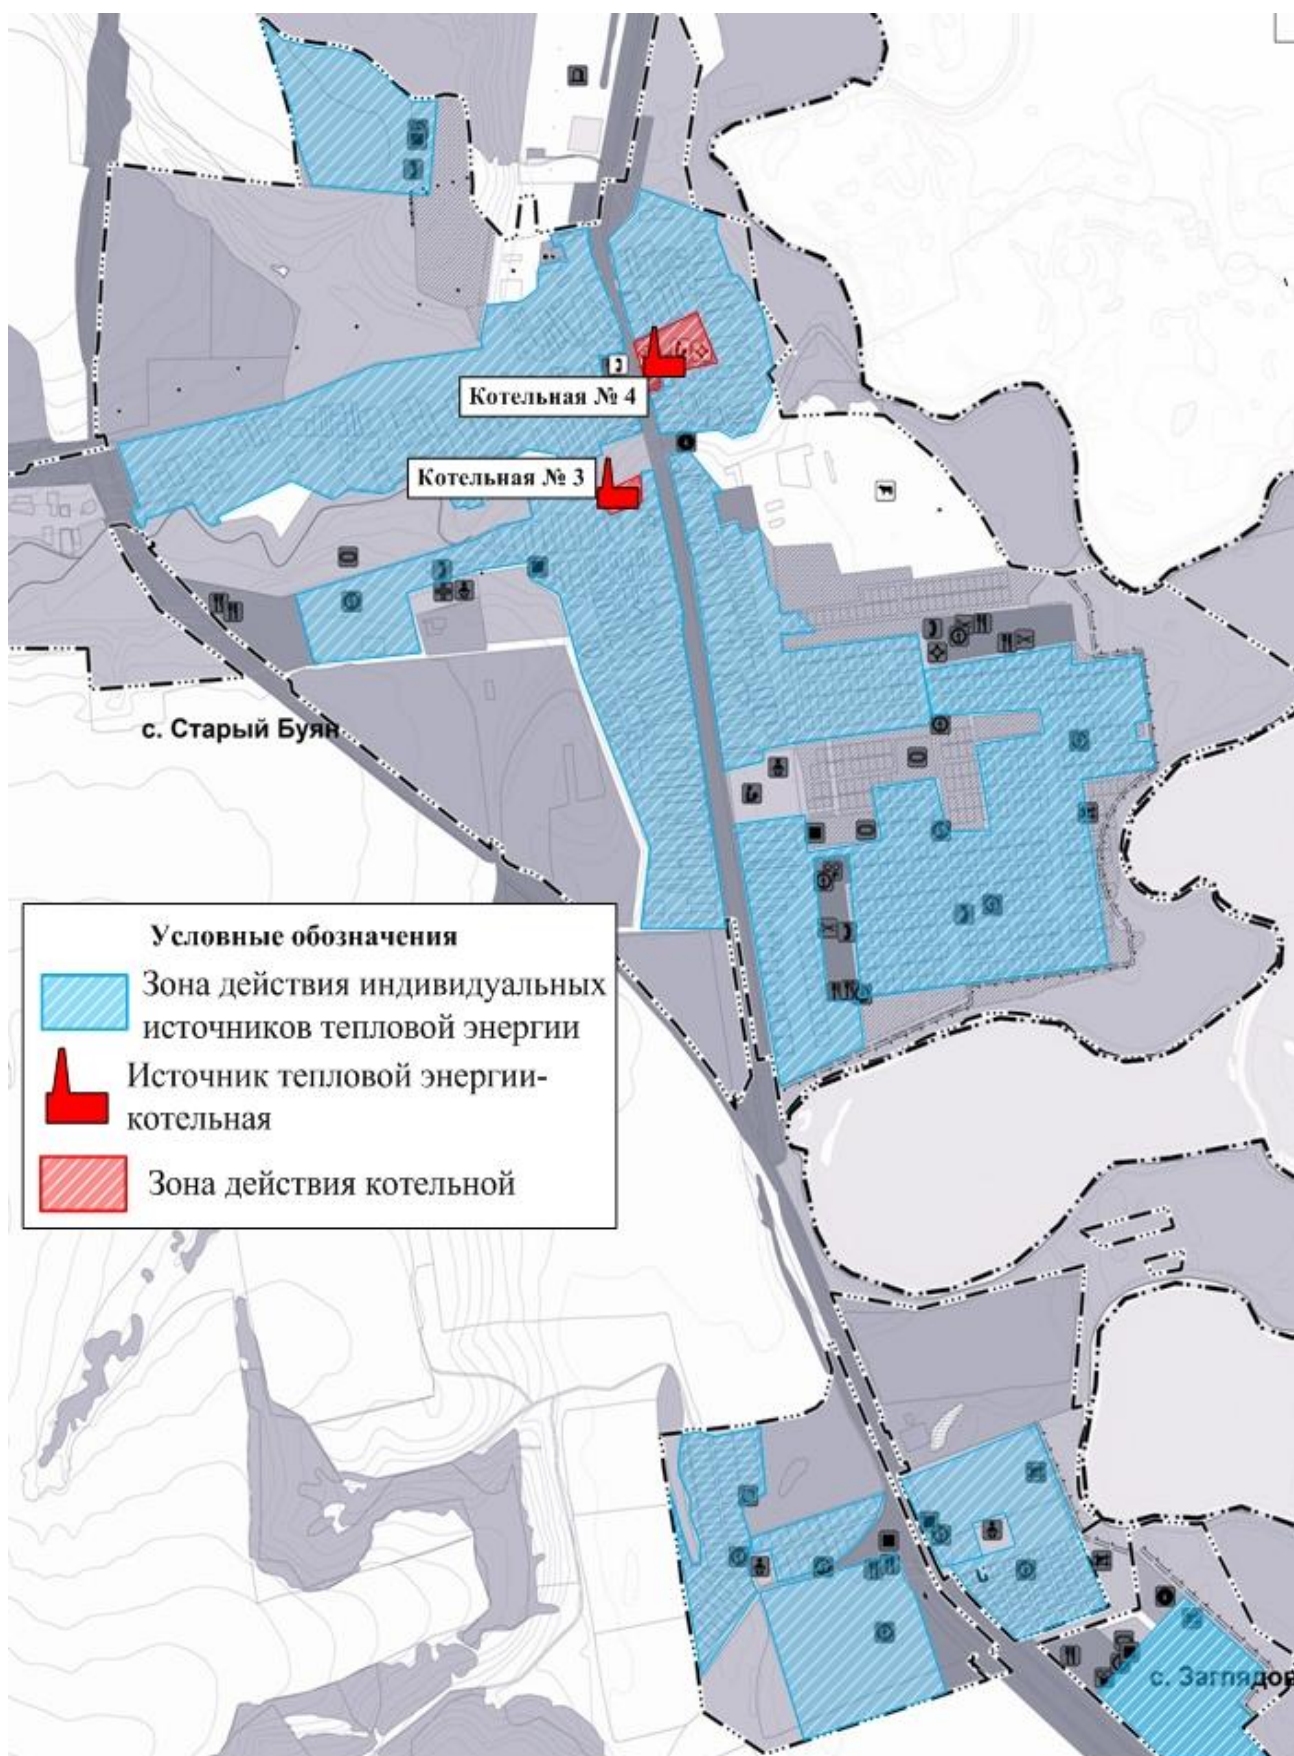 Котельная № 4
Котельная № 3
с. Старый Буян
Условные обозначения
Зона действия индивидуальных
источников тепловой энергии
Источник тепловой энергии-
котельная
Зона действия котельной
с. Заглядов